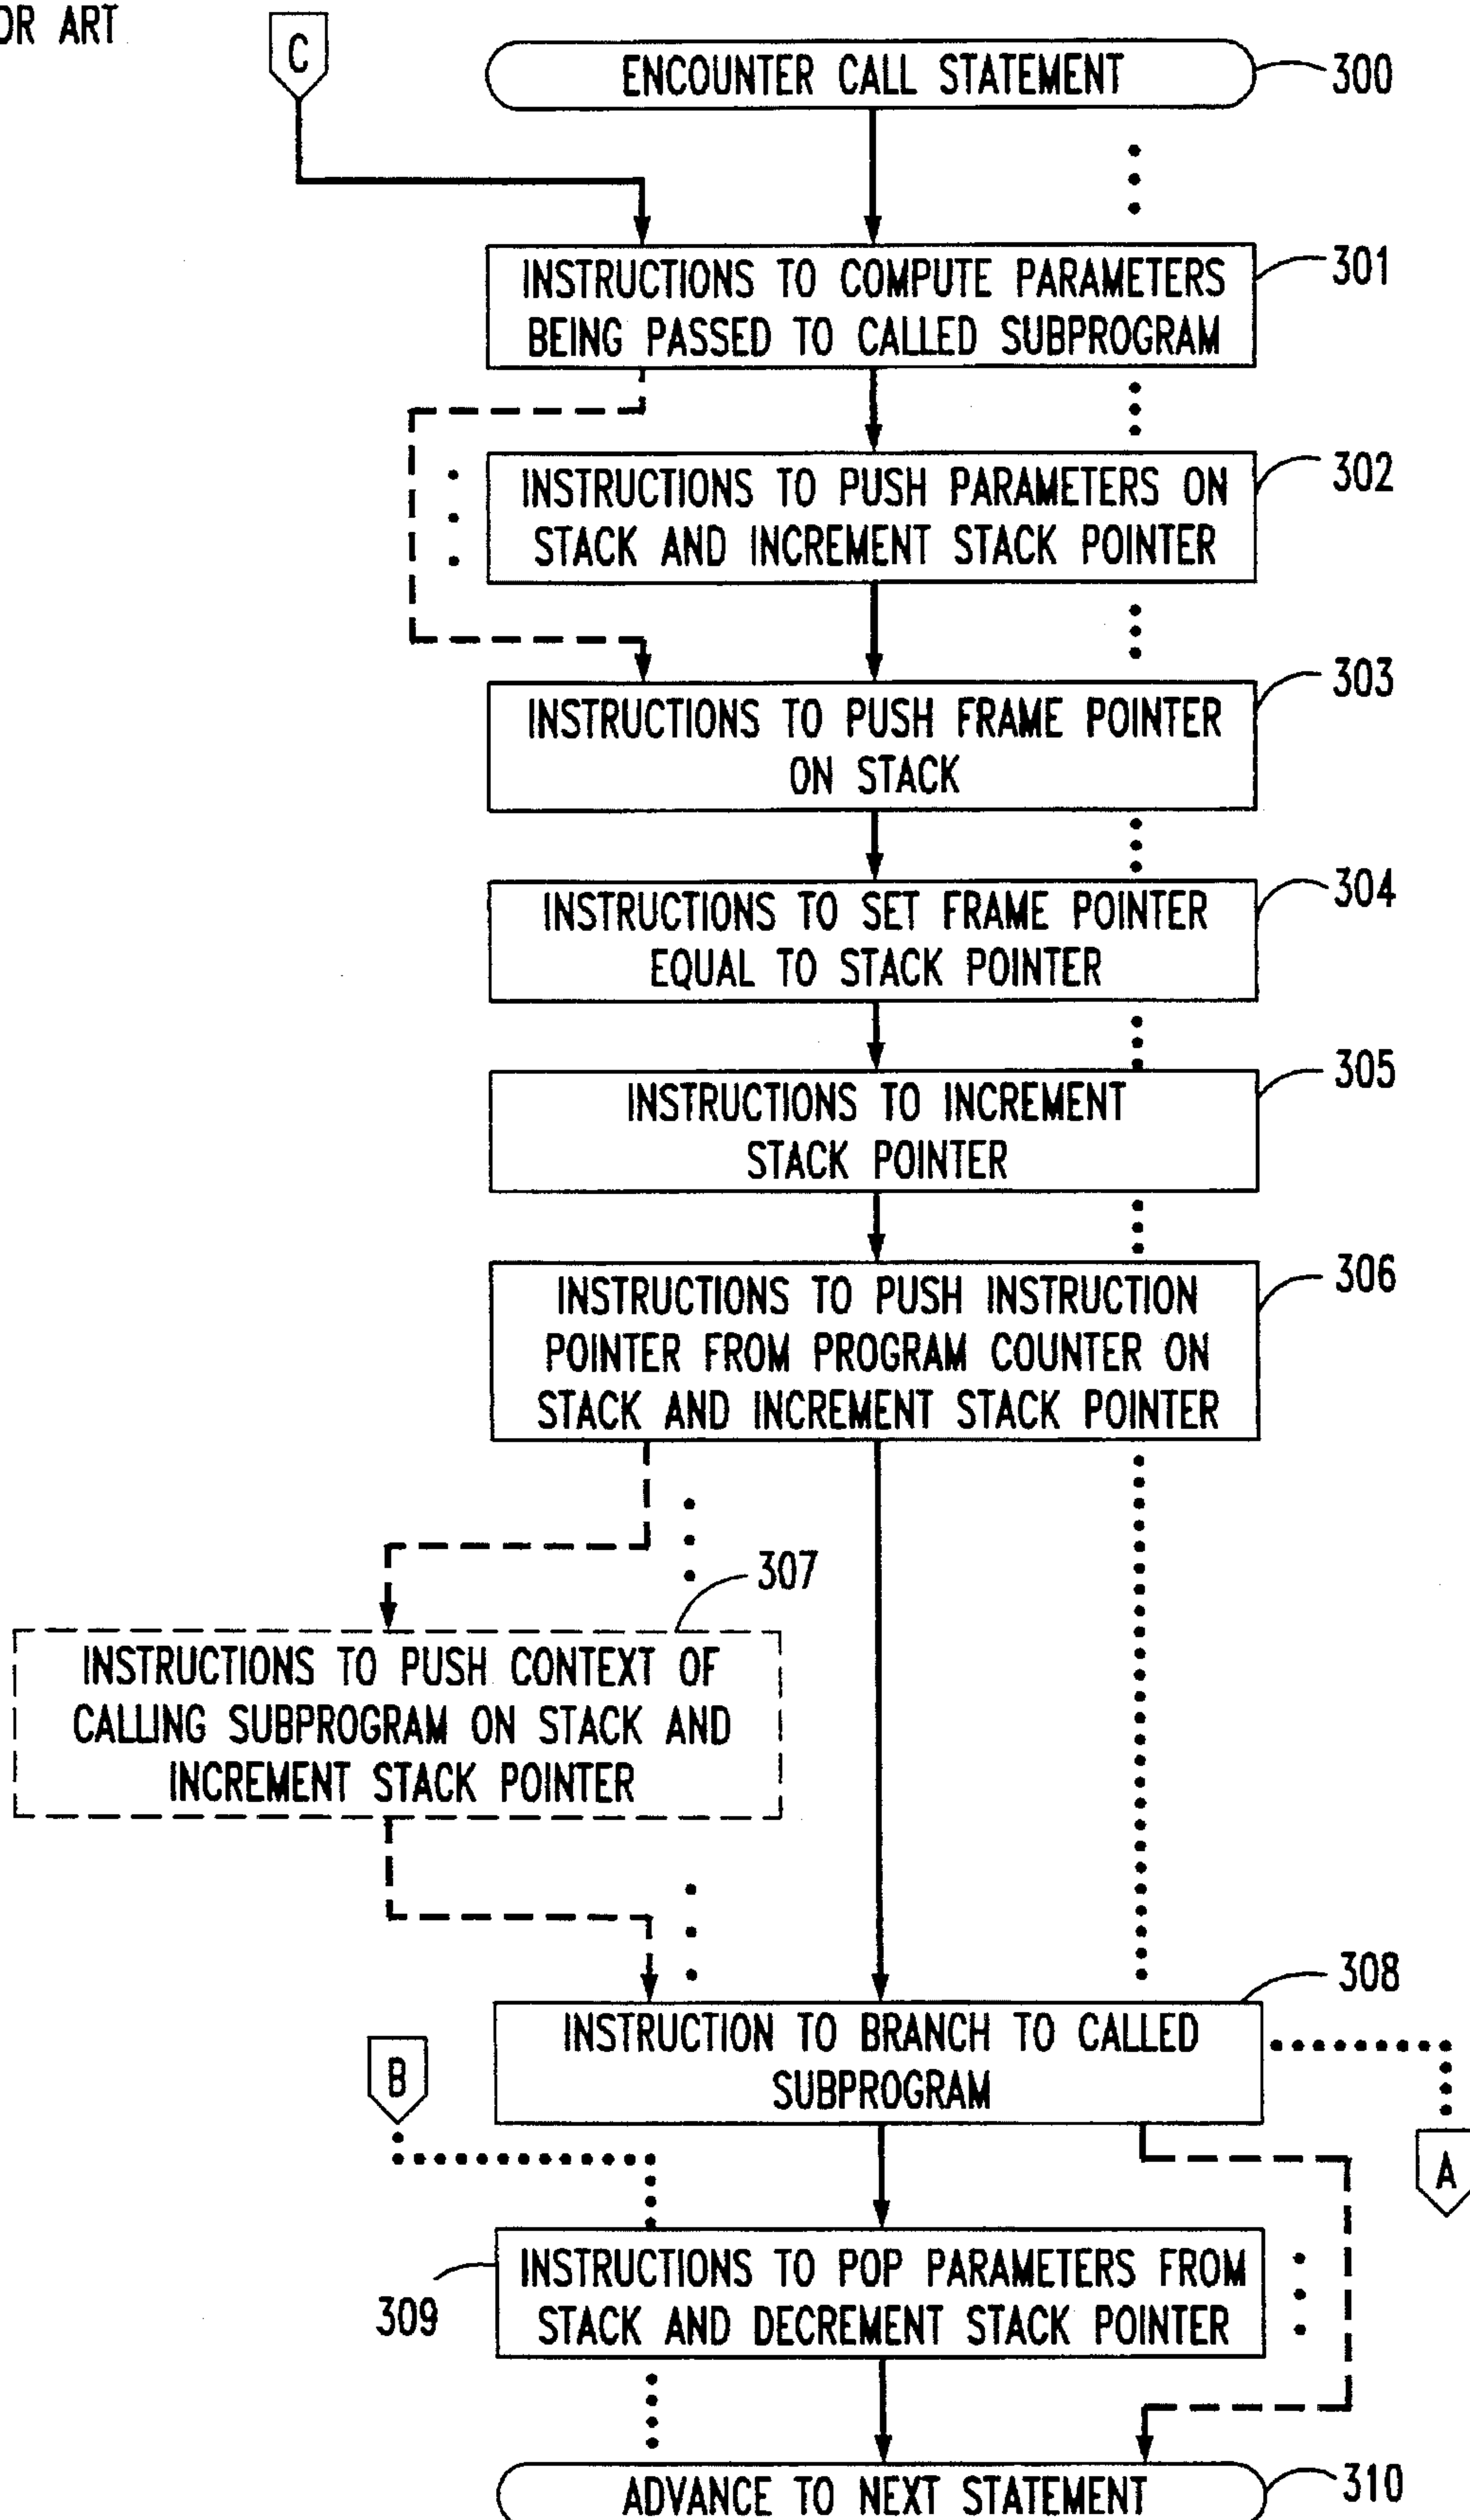 OR ART
C
ENCOUNTER CALL STATEMENT
300
INSTRUCTIONS TO COMPUTE PARAMETERS
BEING PASSED TO CALLED SUBPROGRAM
301
INSTRUCTIONS TO PUSH PARAMETERS ON
STACK AND INCREMENT STACK POINTER
302
INSTRUCTIONS TO PUSH FRAME POINTER
ON STACK
303
INSTRUCTIONS TO SET FRAME POINTER
EQUAL TO STACK POINTER
304
INSTRUCTIONS TO INCREMENT
STACK POINTER
305
INSTRUCTIONS TO PUSH INSTRUCTION
POINTER FROM PROGRAM COUNTER ON
STACK AND INCREMENT STACK POINTER
306
307
INSTRUCTIONS TO PUSH CONTEXT OF
CALLING SUBPROGRAM ON STACK AND
INCREMENT STACK POINTER
308
INSTRUCTION TO BRANCH TO CALLED
SUBPROGRAM
B
A
INSTRUCTIONS TO POP PARAMETERS FROM
STACK AND DECREMENT STACK POINTER
309
ADVANCE TO NEXT STATEMENT
310